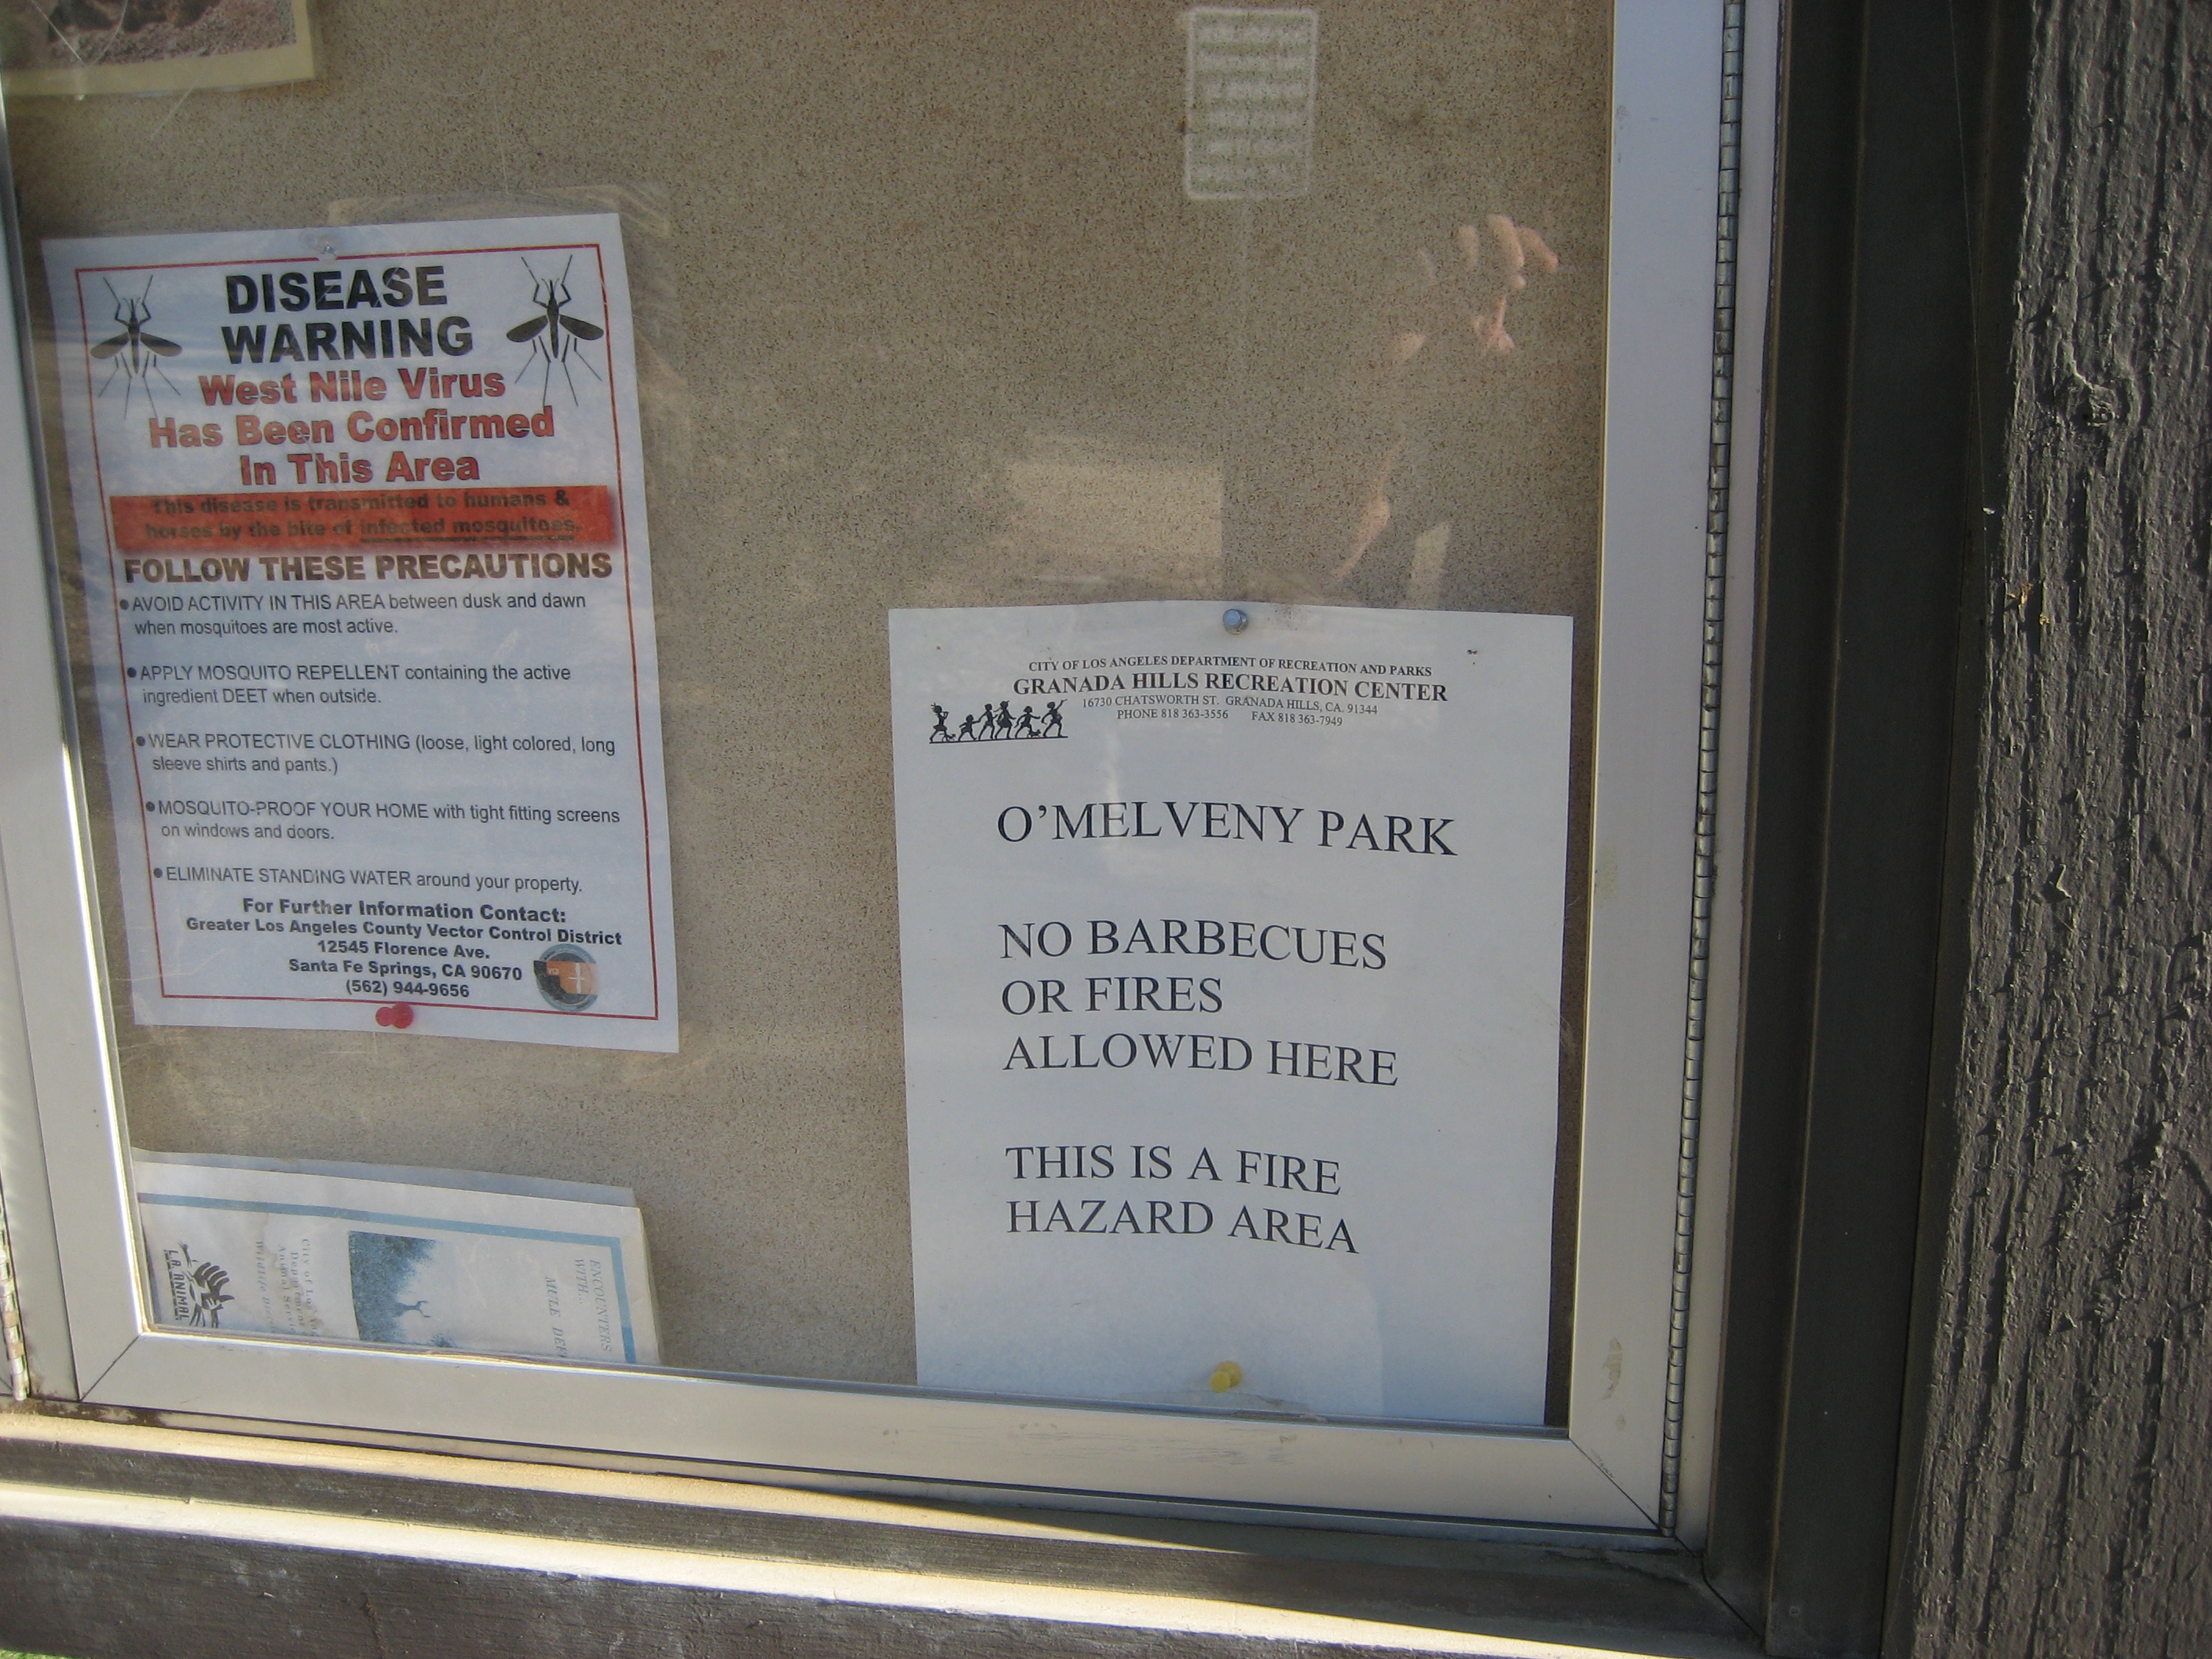 DISEASE
WARNING
West Nile Virus
Has Been Confirmed
In This Area
This disease is transmitted to humans &
horses by the bite of infected mosquitoes.
FOLLOW THESE PRECAUTIONS
• AVOID ACTIVITY IN THIS AREA between dusk and dawn
when mosquitoes are most active.
• APPLY MOSQUITO REPELLENT containing the active
ingredient DEET when outside.
• WEAR PROTECTIVE CLOTHING (loose, light colored, long
sleeve shirts and pants.)
• MOSQUITO-PROOF YOUR HOME with tight fitting screens
on windows and doors.
• ELIMINATE STANDING WATER around your property.
For Further Information Contact:
Greater Los Angeles County Vector Control District
12545 Florence Ave.
Santa Fe Springs, CA 90670
(562) 944-9656
CITY OF LOS ANGELES DEPARTMENT OF RECREATION AND PARKS
GRANADA HILLS RECREATION CENTER
16730 CHATSWORTH ST. GRANADA HILLS, CA. 91344
PHONE 818 363-3556 FAX 818 363-7949
O'MELVENY PARK
NO BARBECUES
OR FIRES
ALLOWED HERE
THIS IS A FIRE
HAZARD AREA
ENCOUNTERS
WITH...
MULE
City of
L.A. ANIMAL